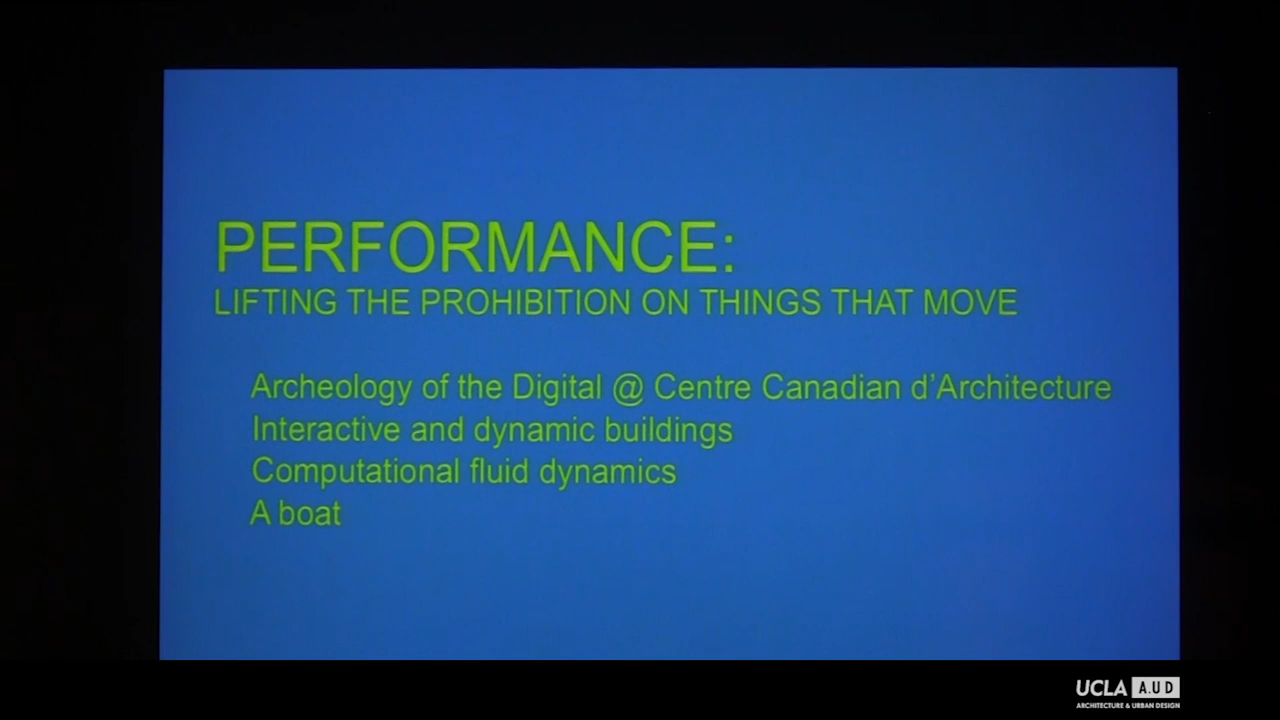 PERFORMANCE:
LIFTING THE PROHIBITION ON THINGS THAT MOVE
Archeology of the Digital @ Centre Canadian d'Architecture
Interactive and dynamic buildings
Computational fluid dynamics
A boat
UCLA A.UD
ARCHITECTURE & URBAN DESIGN